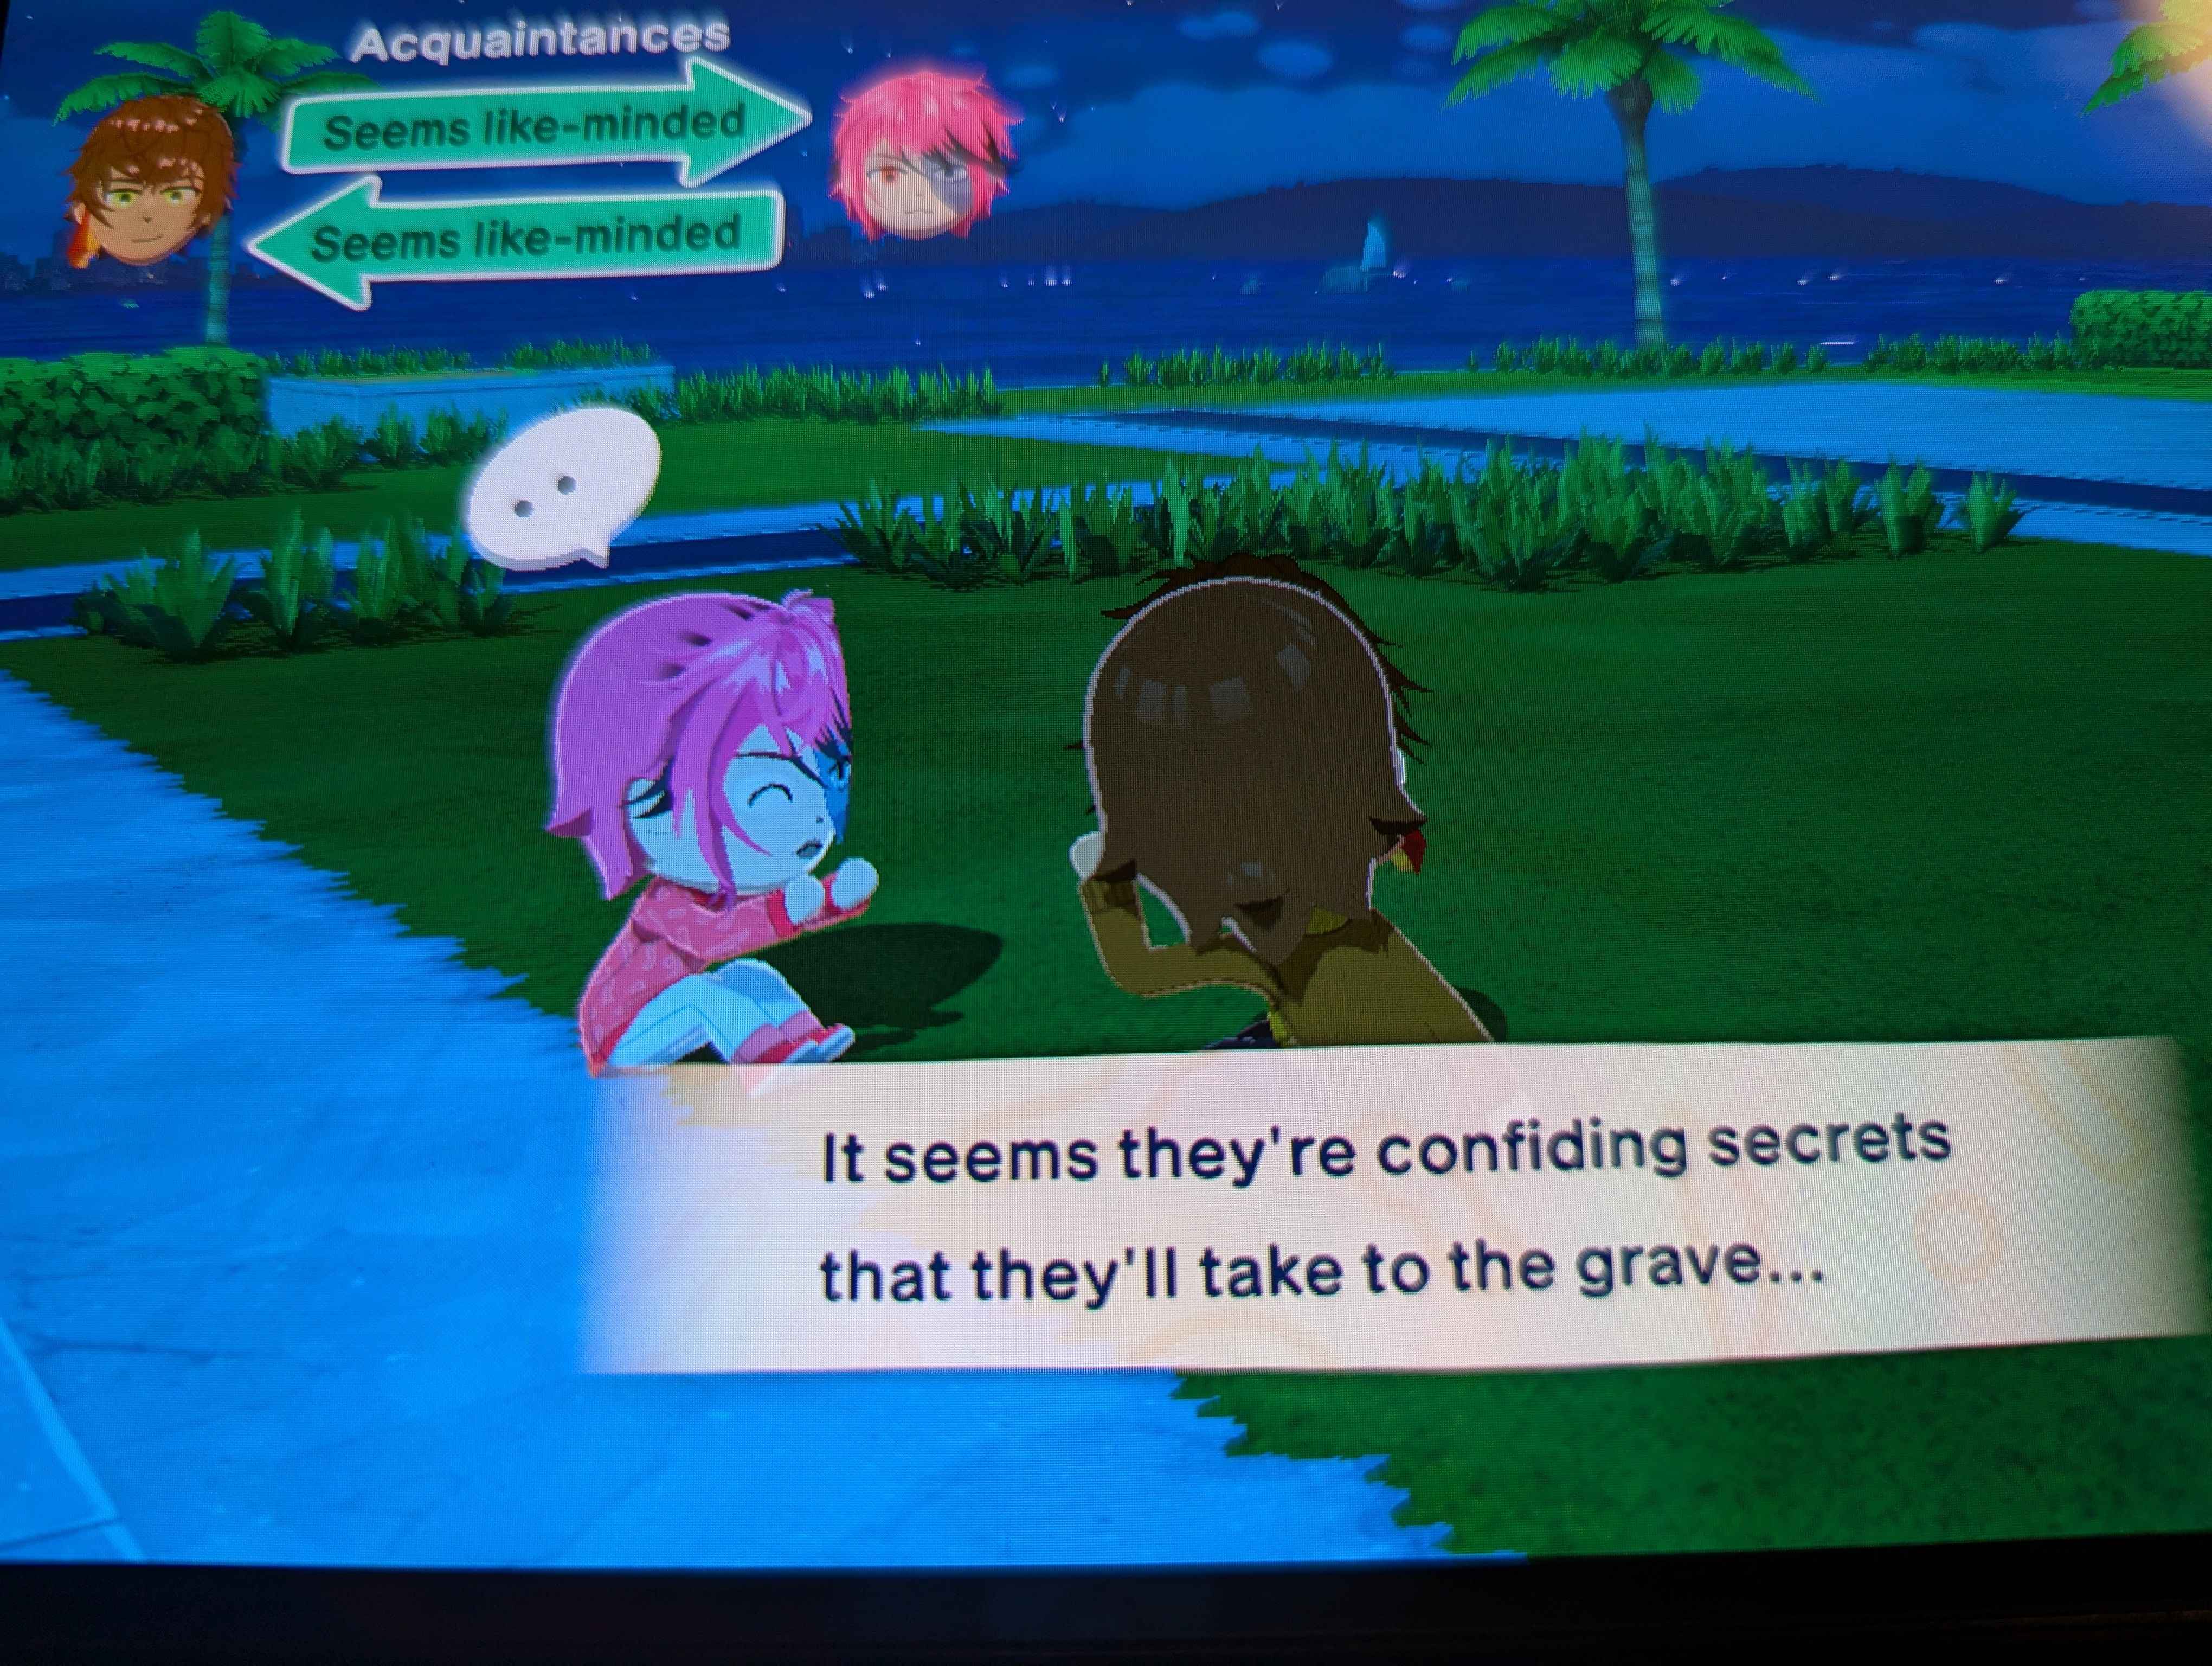 Acquaintances
Seems like-minded
Seems like-minded
It seems they're confiding secrets
that they'll take to the grave...